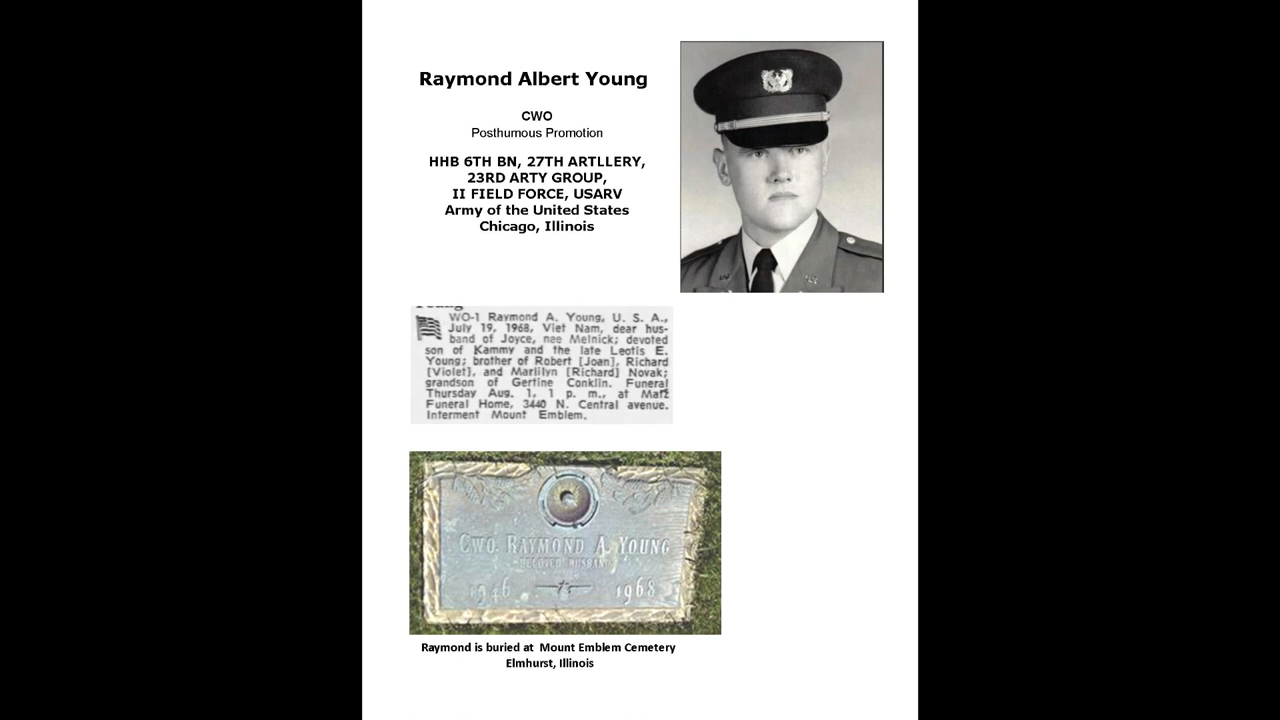 Raymond Albert Young
CWO
Posthumous Promotion
HHB 6TH BN, 27TH ARTLLERY,
23RD ARTY GROUP,
II FIELD FORCE, USARV
Army of the United States
Chicago, Illinois
WO-1 Raymond A. Young, U. S. A.,
July 19, 1968, Viet Nam, dear hus-
band of Joyce, nee Melnick; devoted
son of Kammy and the late Leotis E.
Young; brother of Robert [Joan], Richard
[Violet], and Marlilyn [Richard] Novak;
grandson of Gertine Conklin. Funeral
Thursday Aug. 1, 1 p. m., at Matz
Funeral Home, 3440 N. Central avenue.
Interment Mount Emblem.
CWO. RAYMOND A. YOUNG
BELOVED HUSBAND
1946 1968
Raymond is buried at Mount Emblem Cemetery
Elmhurst, Illinois